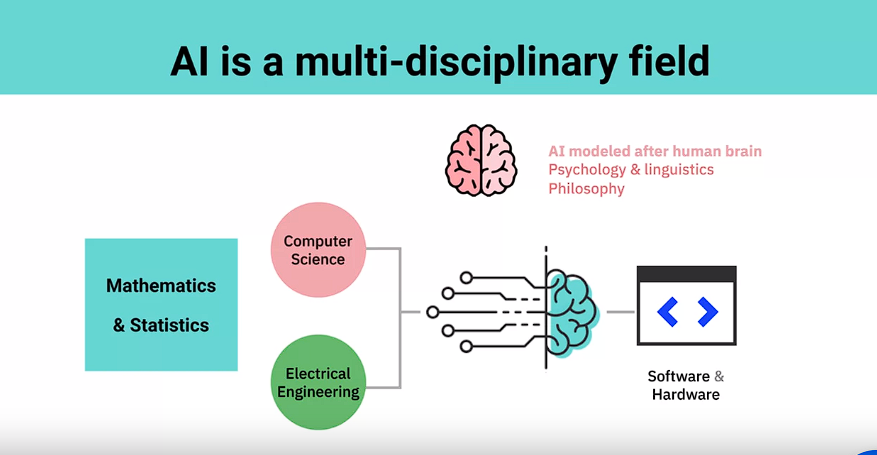 AI is a multi-disciplinary field
AI modeled after human brain
Psychology & linguistics
Philosophy
Mathematics
& Statistics
Computer
Science
Electrical
Engineering
Software &
Hardware